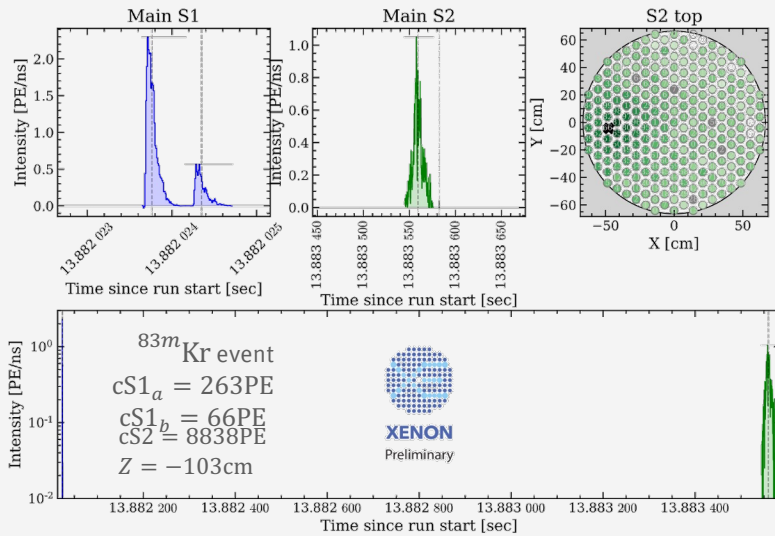 Main S1
Main S2
S2 top
Intensity [PE/ns]
2.0
1.5
1.0
0.5
0.0
13.882 023
13.882 024
13.882 025
Time since run start [sec]
Intensity [PE/ns]
1.0
0.8
0.6
0.4
0.2
0.0
13.883 450
13.883 500
13.883 550
13.883 600
13.883 650
Time since run start [sec]
Y [cm]
60
40
20
0
−20
−40
−60
−50
0
50
X [cm]
Intensity [PE/ns]
10⁰
10⁻¹
10⁻²
⁸³ᵐKr event
cS1ₐ = 263PE
cS1_b = 66PE
cS2 = 8838PE
Z = −103cm
XENON
Preliminary
13.882 200
13.882 400
13.882 600
13.882 800
13.883 000
13.883 200
13.883 400
Time since run start [sec]